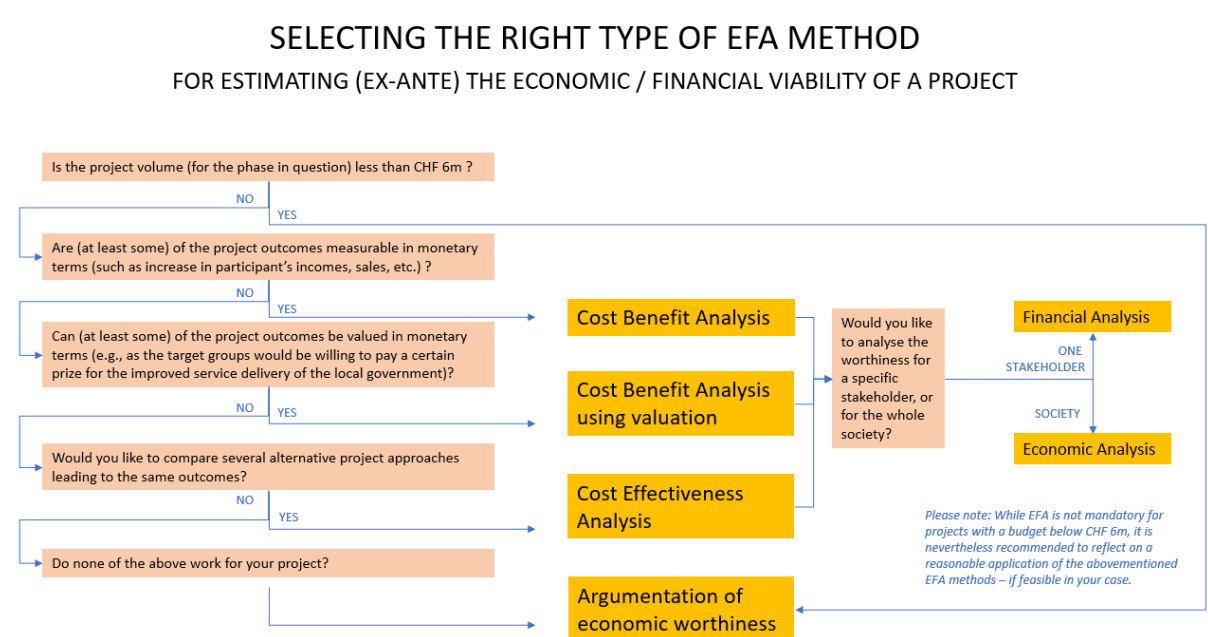 SELECTING THE RIGHT TYPE OF EFA METHOD
FOR ESTIMATING (EX-ANTE) THE ECONOMIC / FINANCIAL VIABILITY OF A PROJECT
Is the project volume (for the phase in question) less than CHF 6m ?
NO
YES
Are (at least some) of the project outcomes measurable in monetary
terms (such as increase in participant's incomes, sales, etc.) ?
NO
YES
Can (at least some) of the project outcomes be valued in monetary
terms (e.g., as the target groups would be willing to pay a certain
prize for the improved service delivery of the local government)?
NO
YES
Would you like to compare several alternative project approaches
leading to the same outcomes?
NO
YES
Do none of the above work for your project?
Cost Benefit Analysis
Cost Benefit Analysis
using valuation
Cost Effectiveness
Analysis
Argumentation of
economic worthiness
Would you like
to analyse the
worthiness for
a specific
stakeholder, or
for the whole
society?
Financial Analysis
ONE
STAKEHOLDER
SOCIETY
Economic Analysis
Please note: While EFA is not mandatory for
projects with a budget below CHF 6m, it is
nevertheless recommended to reflect on a
reasonable application of the abovementioned
EFA methods – if feasible in your case.